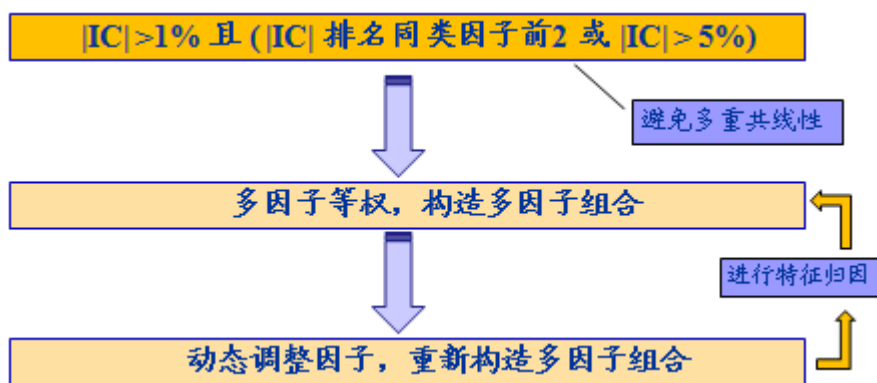 |IC|>1% 且 (|IC| 排名同类因子前2 或 |IC|> 5%)
避免多重共线性
多因子等权，构造多因子组合
进行特征归因
动态调整因子，重新构造多因子组合